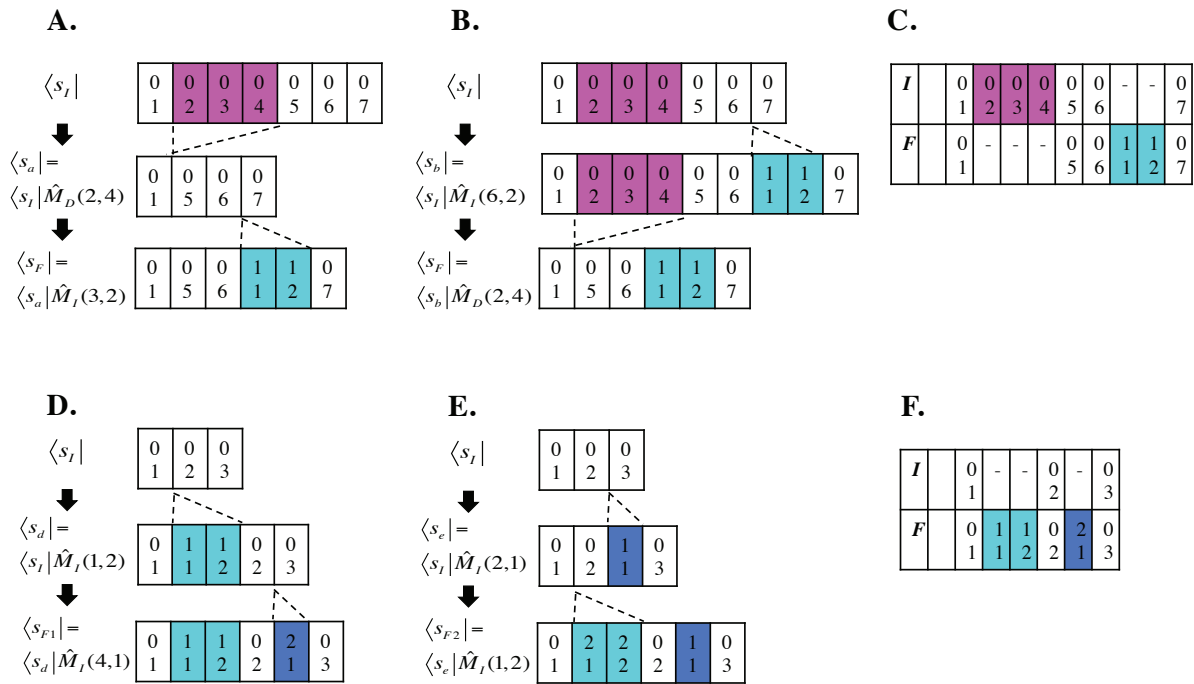 A.
⟨s_I|
0 0 0 0 0 0 0
1 2 3 4 5 6 7
⟨s_a| =
⟨s_I|M̂_D(2,4)
0 0 0 0
1 5 6 7
⟨s_F| =
⟨s_a|M̂_I(3,2)
0 0 0 1 1 0
1 5 6 1 2 7
B.
⟨s_I|
0 0 0 0 0 0 0
1 2 3 4 5 6 7
⟨s_b| =
⟨s_I|M̂_I(6,2)
0 0 0 0 0 0 1 1 0
1 2 3 4 5 6 1 2 7
⟨s_F| =
⟨s_b|M̂_D(2,4)
0 0 0 1 1 0
1 5 6 1 2 7
C.
I 0 0 0 0 0 0 - - 0
1 2 3 4 5 6 7
F 0 - - - 0 0 1 1 0
1 5 6 1 2 7
D.
⟨s_I|
0 0 0
1 2 3
⟨s_d| =
⟨s_I|M̂_I(1,2)
0 1 1 0 0
1 1 2 2 3
⟨s_F1| =
⟨s_d|M̂_I(4,1)
0 1 1 0 2 0
1 1 2 2 1 3
E.
⟨s_I|
0 0 0
1 2 3
⟨s_e| =
⟨s_I|M̂_I(2,1)
0 0 1 0
1 2 1 3
⟨s_F2| =
⟨s_e|M̂_I(1,2)
0 2 2 0 1 0
1 1 2 2 1 3
F.
I 0 - - 0 - 0
1 2 3
F 0 1 1 0 2 0
1 1 2 2 1 3